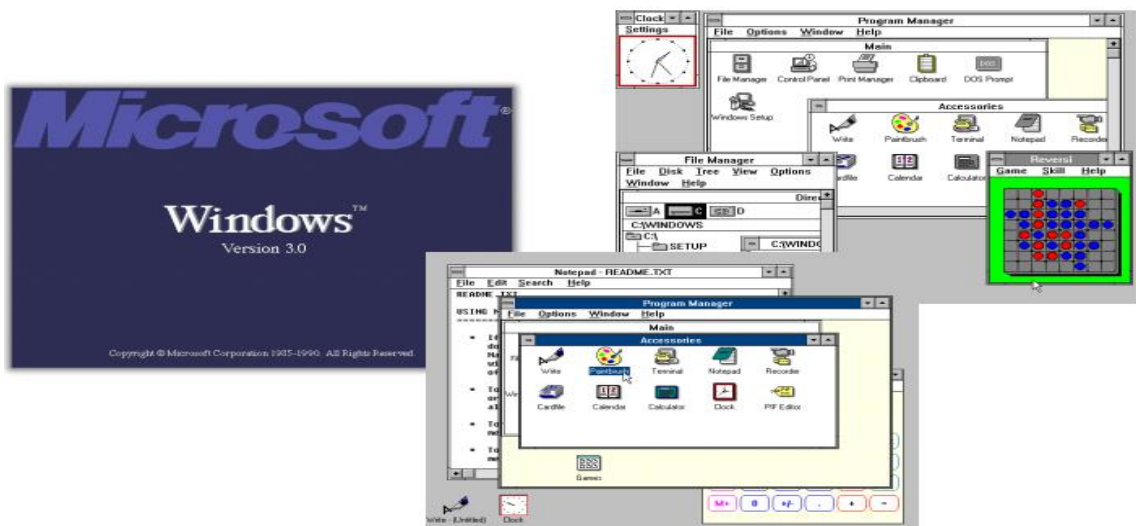 Microsoft®
Windows™
Version 3.0
Copyright © Microsoft Corporation 1985-1990. All Rights Reserved.
Clock
Settings
Program Manager
File Options Window Help
Main
File Manager Control Panel Print Manager Clipboard DOS Prompt
Windows Setup
Accessories
Write Paintbrush Terminal Notepad Recorder
Cardfile Calendar Calculator
File Manager
File Disk Tree View Options
Window Help
A C D
C:\WINDOWS
C:\
SETUP
Reversi
Game Skill Help
Notepad - README.TXT
File Edit Search Help
README.TXT
USING
Program Manager
File Options Window Help
Main
Accessories
Write Paintbrush Terminal Notepad Recorder
Cardfile Calendar Calculator Clock PIF Editor
Games
M+ 0 +/- . + =
Write - (Untitled) Clock